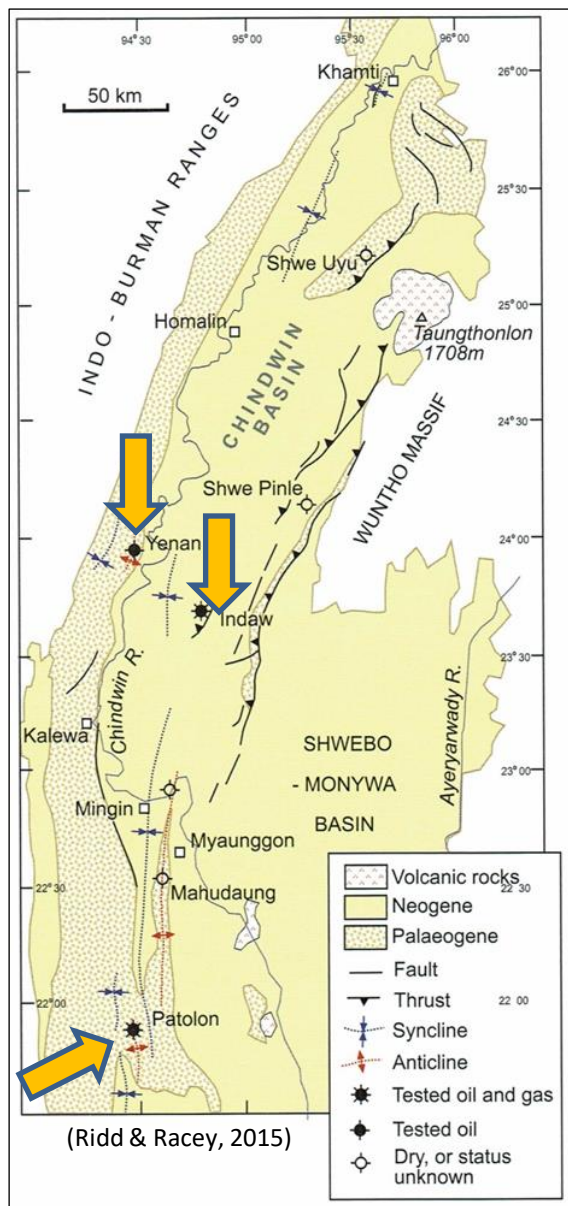 94° 30
95° 00
95° 30
96° 00
Khamti
26° 00
50 km
INDO - BURMAN RANGES
25° 30
Shwe Uyu
25° 00
Homalin
Taungthonlon
1708m
CHINDWIN
BASIN
24° 30
WUNTHO MASSIF
Shwe Pinle
24° 00
Yenan
Indaw
23° 30
Chindwin R.
Ayeryarwady R.
Kalewa
SHWEBO
- MONYWA
BASIN
23° 00
Mingin
Myaunggon
Mahudaung
22° 30
22 30
22° 00
22 00
Patolon
Volcanic rocks
Neogene
Palaeogene
Fault
Thrust
Syncline
Anticline
Tested oil and gas
Tested oil
Dry, or status
unknown
(Ridd & Racey, 2015)